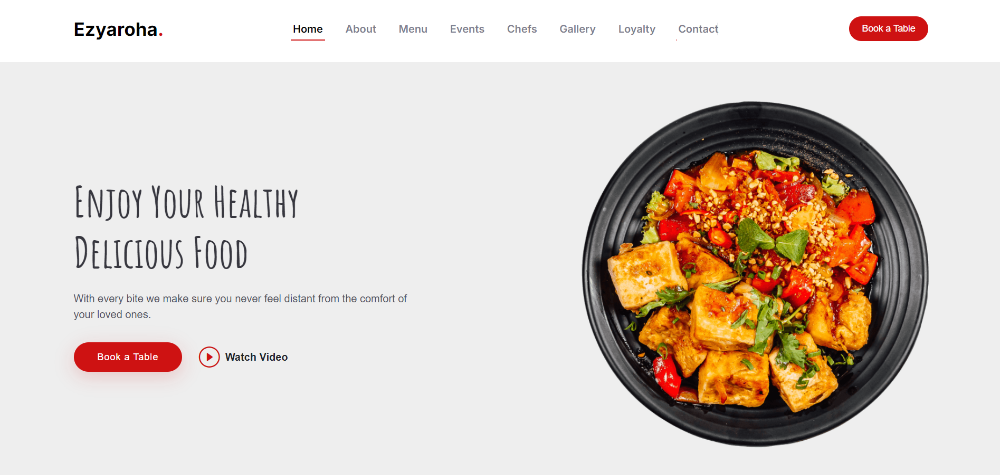 Ezyaroha.
Home About Menu Events Chefs Gallery Loyalty Contact
Book a Table
Enjoy Your Healthy
Delicious Food
With every bite we make sure you never feel distant from the comfort of
your loved ones.
Book a Table
Watch Video